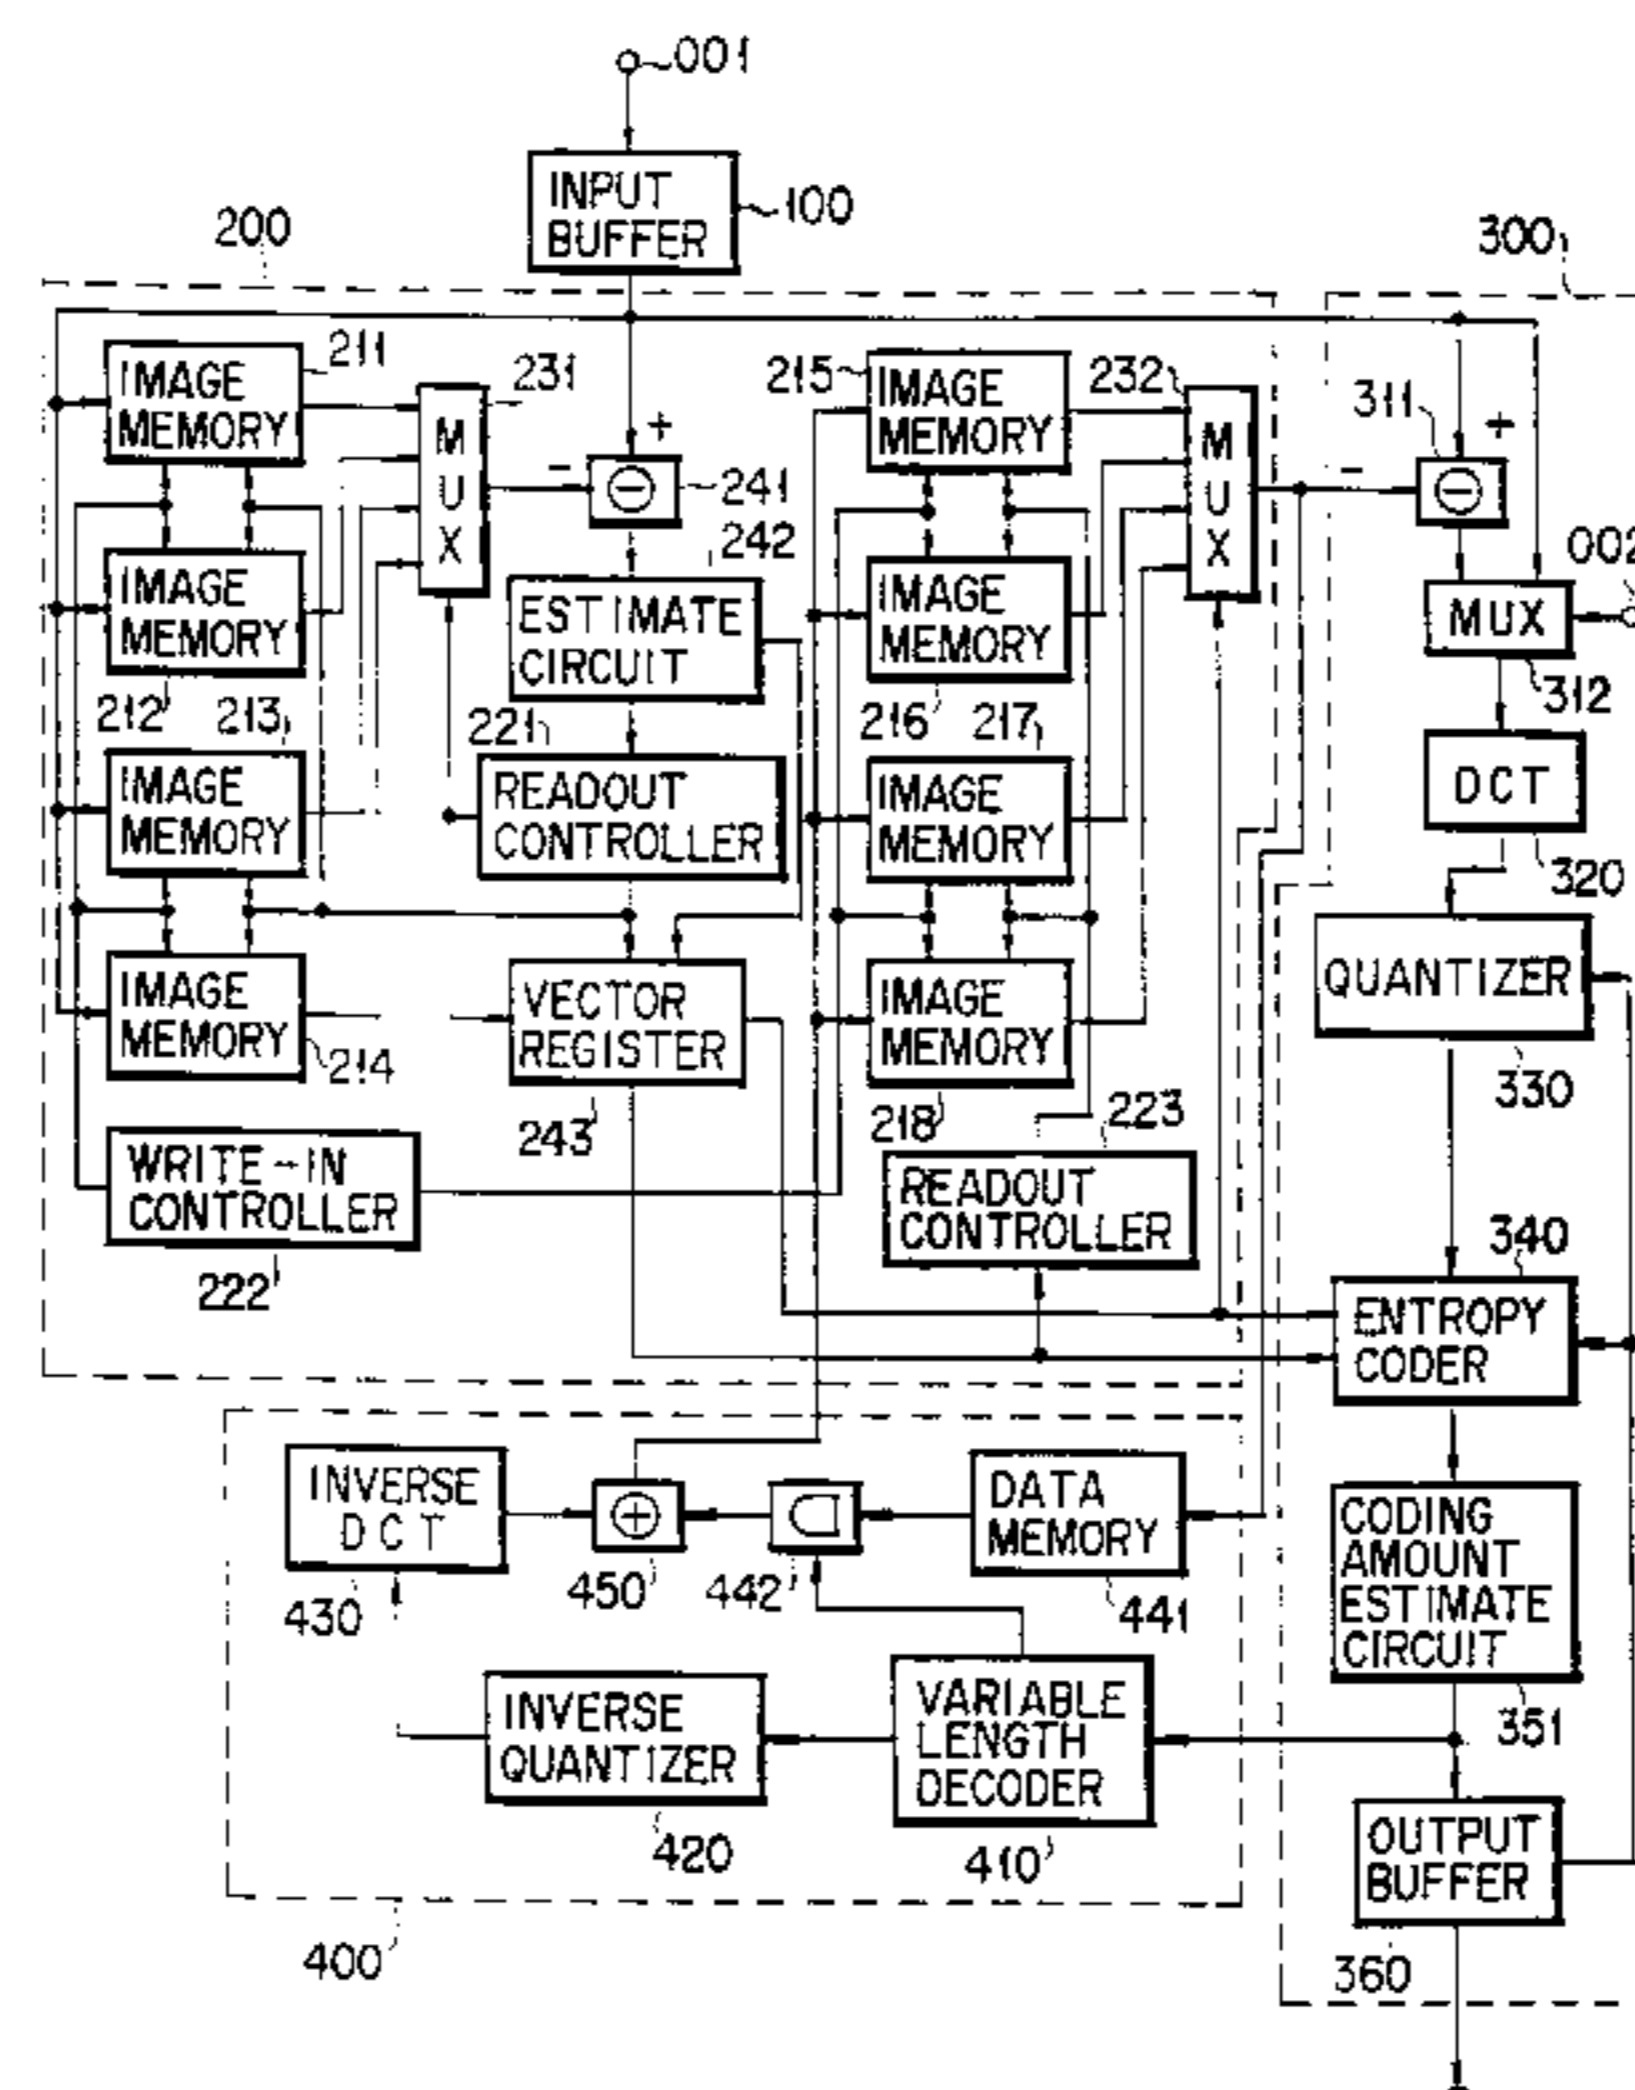 001
INPUT
BUFFER
100
200
300
IMAGE
MEMORY
211
231
MUX
+
-
241
242
ESTIMATE
CIRCUIT
IMAGE
MEMORY
212
213
221
READOUT
CONTROLLER
IMAGE
MEMORY
IMAGE
MEMORY
214
VECTOR
REGISTER
243
WRITE-IN
CONTROLLER
222
215
IMAGE
MEMORY
232
MUX
IMAGE
MEMORY
216
217
IMAGE
MEMORY
IMAGE
MEMORY
218
223
READOUT
CONTROLLER
311
+
-
002
MUX
312
DCT
320
QUANTIZER
330
340
ENTROPY
CODER
CODING
AMOUNT
ESTIMATE
CIRCUIT
351
OUTPUT
BUFFER
360
INVERSE
DCT
430
+
450
442
DATA
MEMORY
441
INVERSE
QUANTIZER
420
VARIABLE
LENGTH
DECODER
410
400